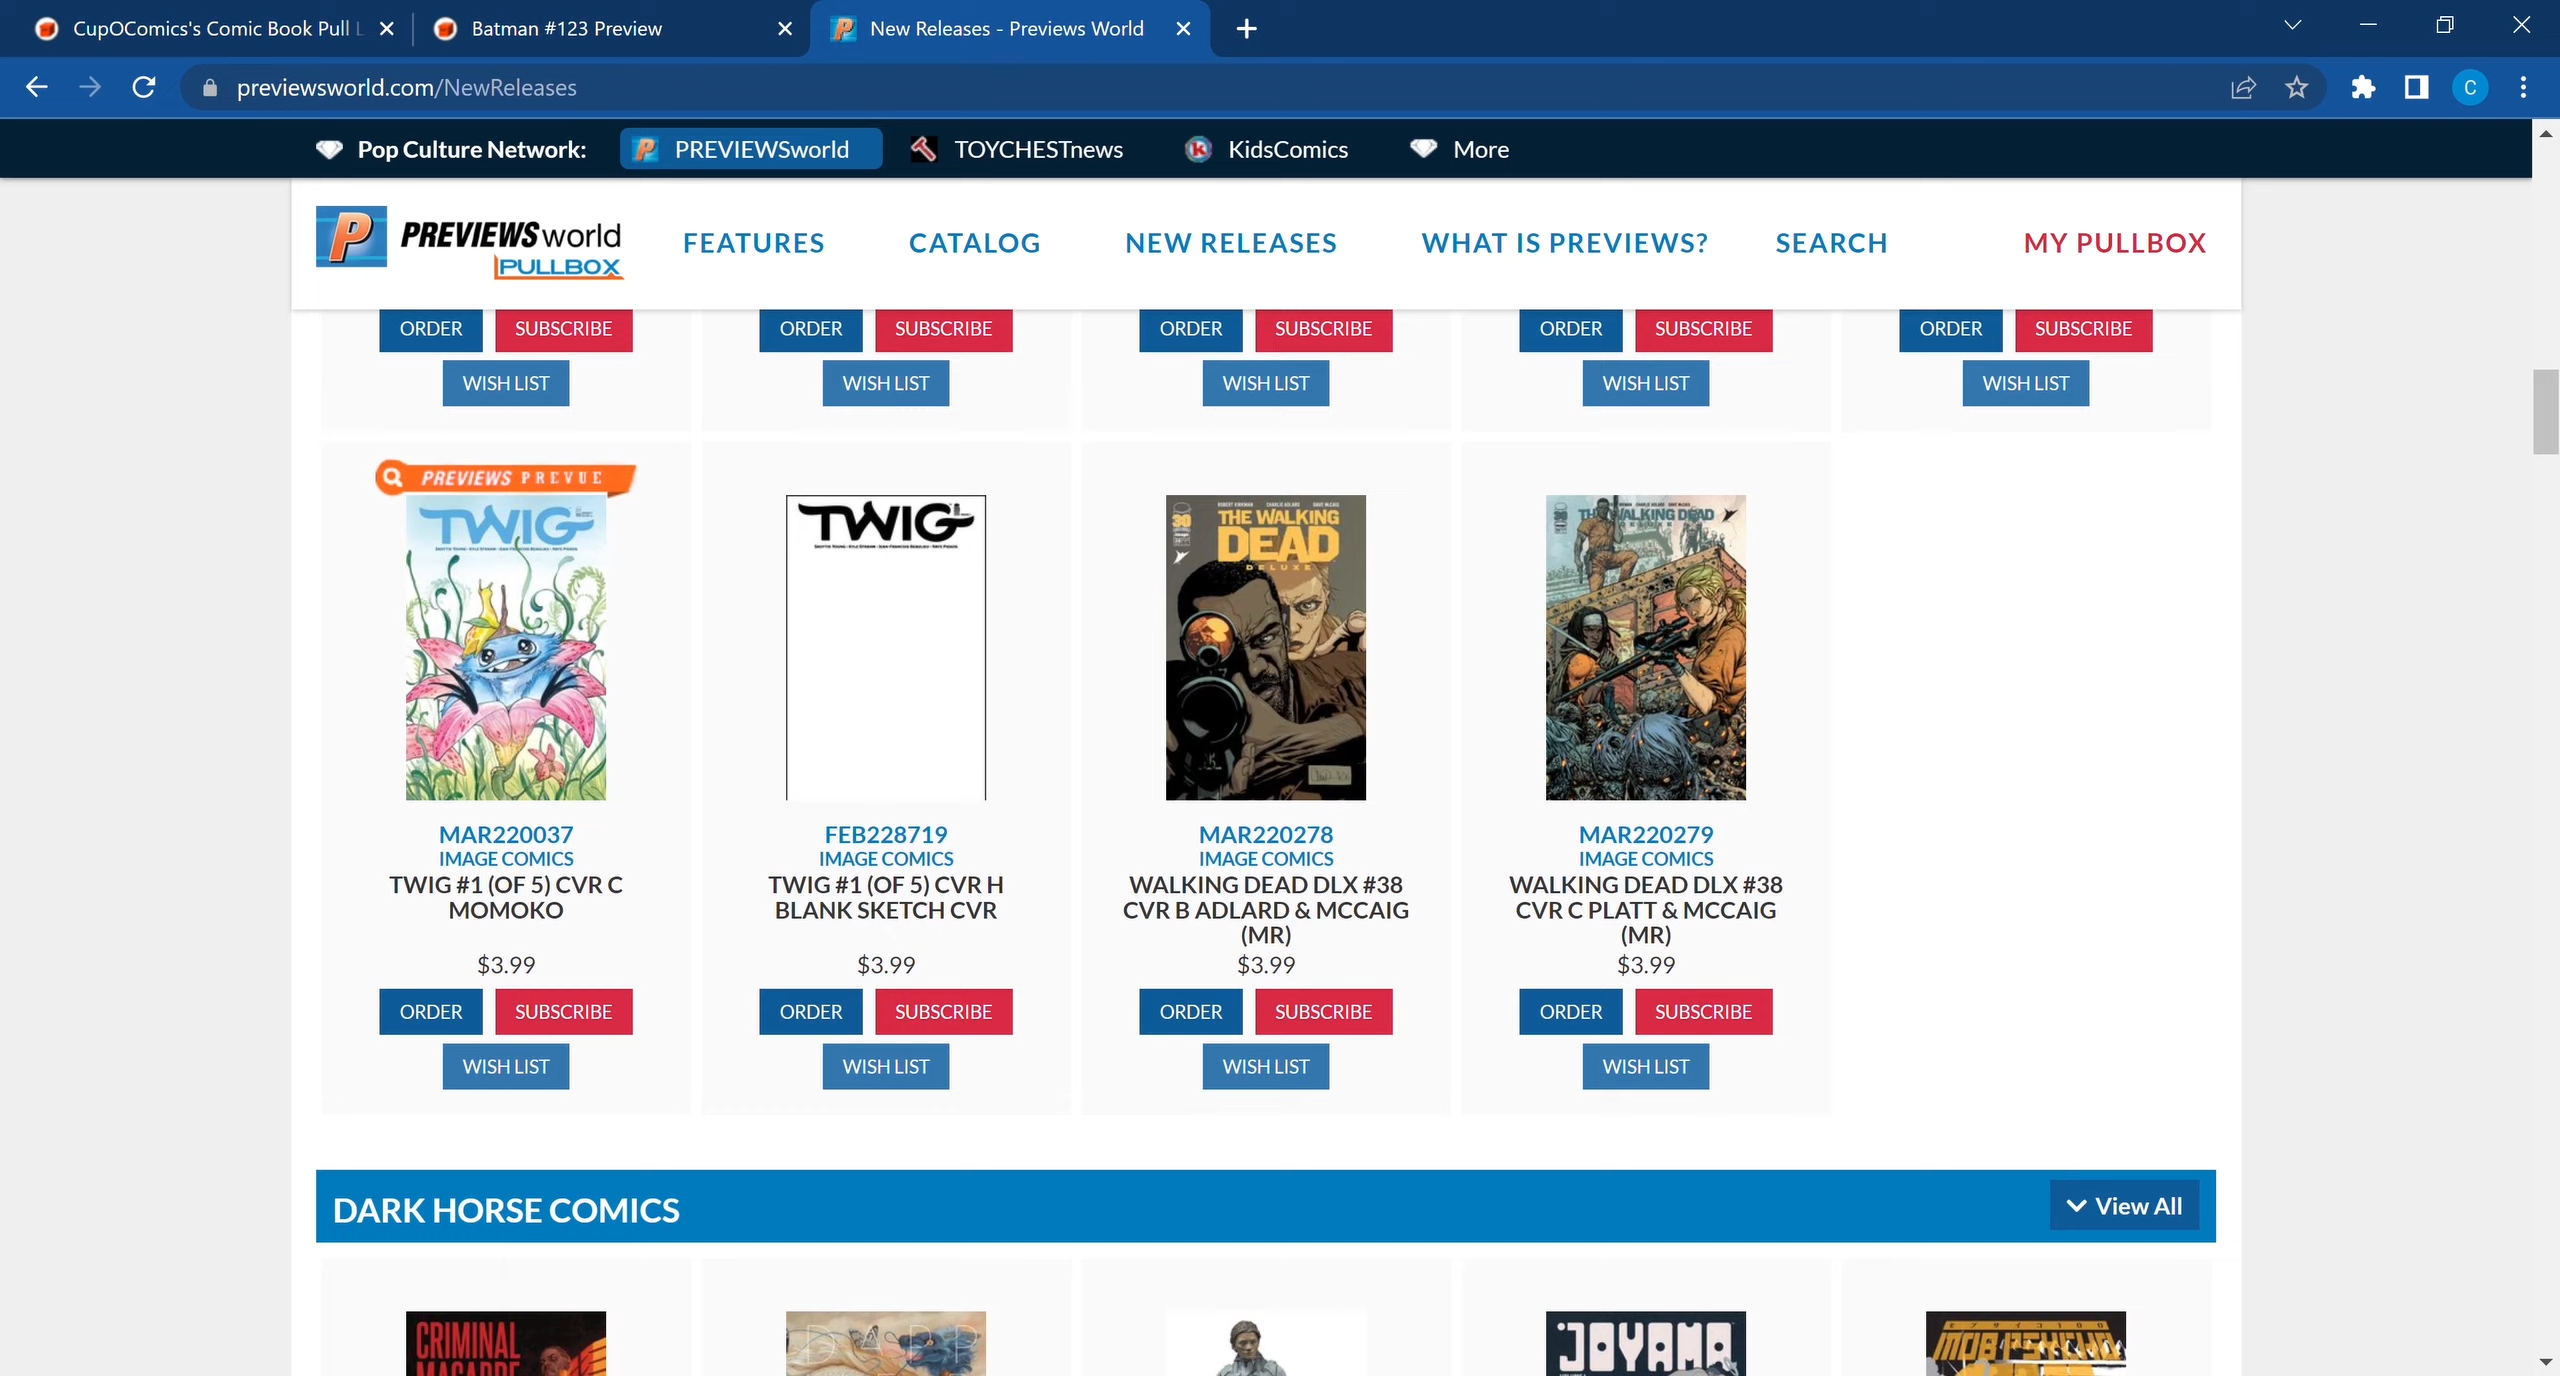 CupOComics's Comic Book Pull
Batman #123 Preview
New Releases - Previews World
previewsworld.com/NewReleases
C
Pop Culture Network:
PREVIEWSworld
TOYCHESTnews
KidsComics
More
P PREVIEWSworld
PULLBOX
FEATURES
CATALOG
NEW RELEASES
WHAT IS PREVIEWS?
SEARCH
MY PULLBOX
ORDER SUBSCRIBE ORDER SUBSCRIBE ORDER SUBSCRIBE ORDER SUBSCRIBE ORDER SUBSCRIBE
WISH LIST WISH LIST WISH LIST WISH LIST WISH LIST
PREVIEWS PREVUE
TWIG
MAR220037
IMAGE COMICS
TWIG #1 (OF 5) CVR C
MOMOKO
$3.99
ORDER SUBSCRIBE
WISH LIST
TWIG
FEB228719
IMAGE COMICS
TWIG #1 (OF 5) CVR H
BLANK SKETCH CVR
$3.99
ORDER SUBSCRIBE
WISH LIST
30
THE WALKING
DEAD
DELUXE
MAR220278
IMAGE COMICS
WALKING DEAD DLX #38
CVR B ADLARD & MCCAIG
(MR)
$3.99
ORDER SUBSCRIBE
WISH LIST
30
THE WALKING DEAD
DELUXE
MAR220279
IMAGE COMICS
WALKING DEAD DLX #38
CVR C PLATT & MCCAIG
(MR)
$3.99
ORDER SUBSCRIBE
WISH LIST
DARK HORSE COMICS
View All
CRIMINAL
MACABRE
JOYAMA
MOB PSYCHO